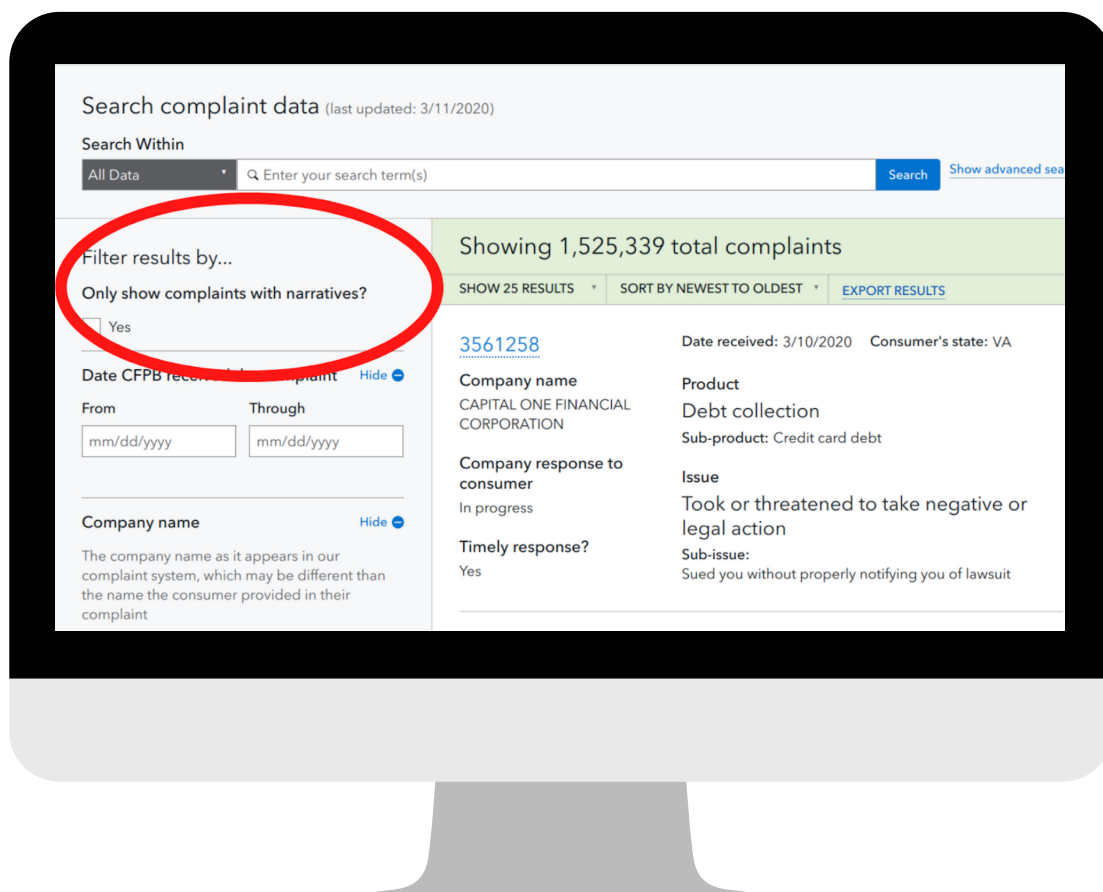 Search complaint data (last updated: 3/11/2020)
Search Within
All Data
Enter your search term(s)
Search
Show advanced sea
Filter results by...
Only show complaints with narratives?
Yes
Date CFPB received complaint Hide
From Through
mm/dd/yyyy mm/dd/yyyy
Company name Hide
The company name as it appears in our
complaint system, which may be different than
the name the consumer provided in their
complaint
Showing 1,525,339 total complaints
SHOW 25 RESULTS SORT BY NEWEST TO OLDEST EXPORT RESULTS
3561258
Company name
CAPITAL ONE FINANCIAL
CORPORATION
Company response to
consumer
In progress
Timely response?
Yes
Date received: 3/10/2020 Consumer's state: VA
Product
Debt collection
Sub-product: Credit card debt
Issue
Took or threatened to take negative or
legal action
Sub-issue:
Sued you without properly notifying you of lawsuit